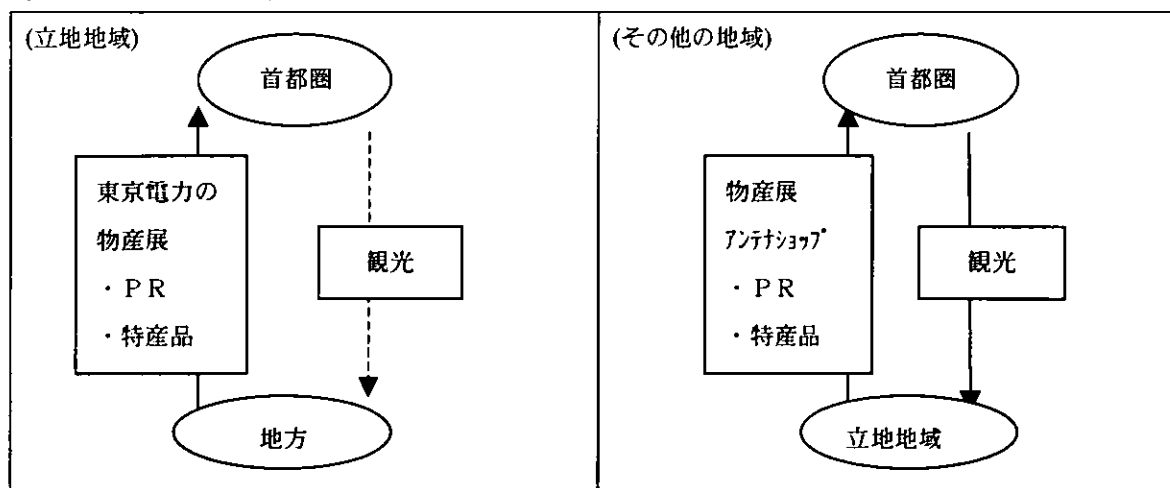 (立地地域)
首都圏
東京電力の
物産展
・ＰＲ
・特産品
観光
地方
(その他の地域)
首都圏
物産展
ｱﾝﾃﾅｼｮｯﾌﾟ
・ＰＲ
・特産品
観光
立地地域